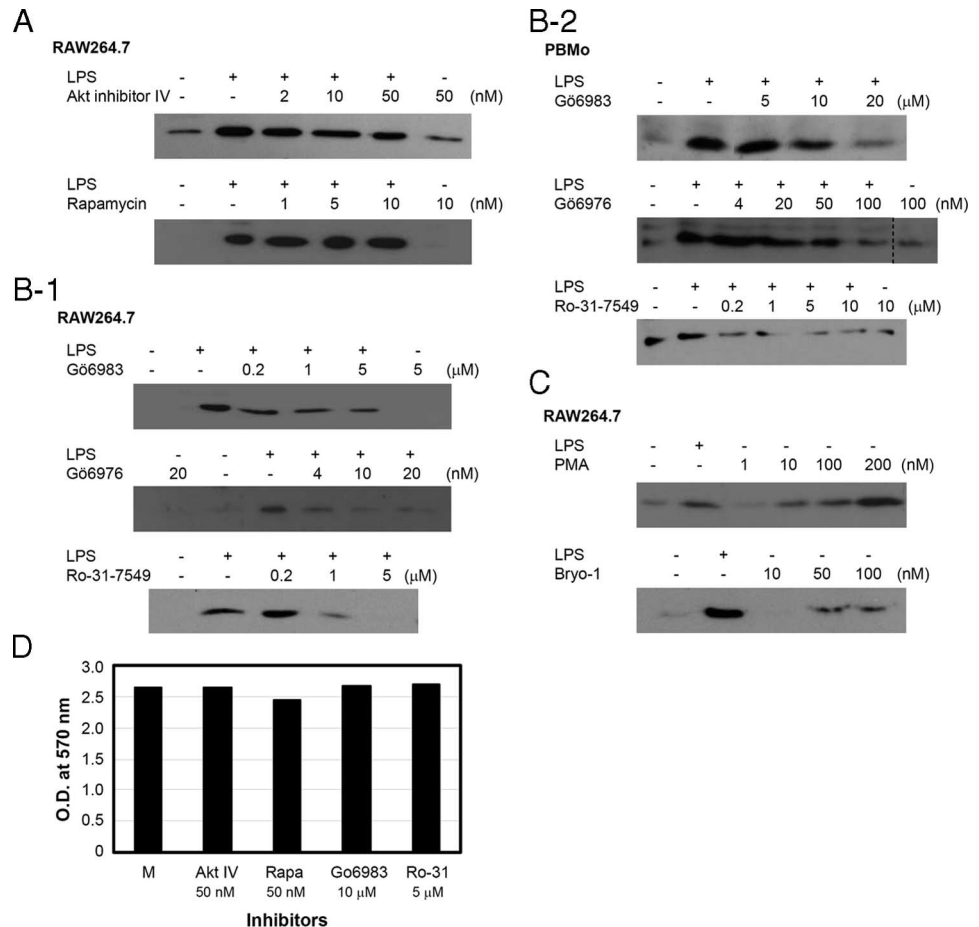 A
RAW264.7
LPS - + + + + -
Akt inhibitor IV - - 2 10 50 50 (nM)
LPS - + + + + -
Rapamycin - - 1 5 10 10 (nM)
B-1
RAW264.7
LPS - + + + + -
Gö6983 - - 0.2 1 5 5 (μM)
LPS - - + + + +
Gö6976 20 - - 4 10 20 (nM)
LPS - + + + +
Ro-31-7549 - - 0.2 1 5 (μM)
B-2
PBMo
LPS - + + + +
Gö6983 - - 5 10 20 (μM)
LPS - + + + + + -
Gö6976 - - 4 20 50 100 100 (nM)
LPS - + + + + + -
Ro-31-7549 - - 0.2 1 5 10 10 (μM)
C
RAW264.7
LPS - + - - - -
PMA - - 1 10 100 200 (nM)
LPS - + - - -
Bryo-1 - - 10 50 100 (nM)
D
O.D. at 570 nm
3.0
2.5
2.0
1.5
1.0
0.5
0
M Akt IV Rapa Go6983 Ro-31
50 nM 50 nM 10 μM 5 μM
Inhibitors